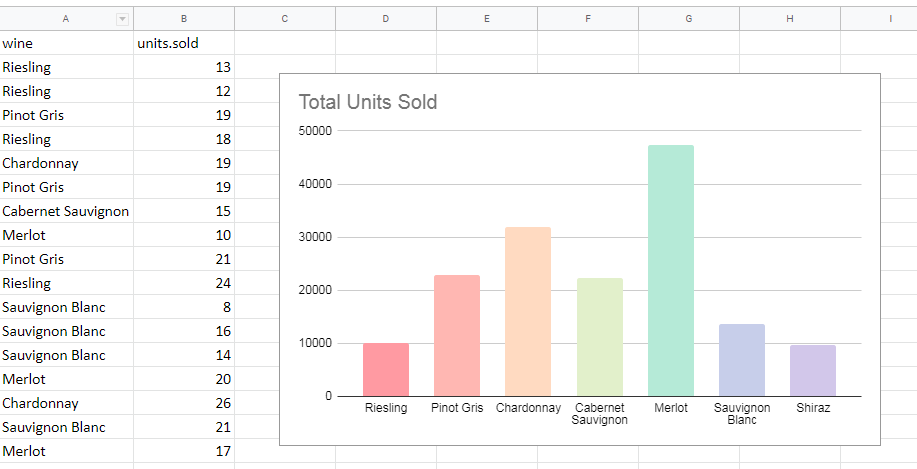 A B C D E F G H I
wine units.sold
Riesling 13
Riesling 12
Pinot Gris 19
Riesling 18
Chardonnay 19
Pinot Gris 19
Cabernet Sauvignon 15
Merlot 10
Pinot Gris 21
Riesling 24
Sauvignon Blanc 8
Sauvignon Blanc 16
Sauvignon Blanc 14
Merlot 20
Chardonnay 26
Sauvignon Blanc 21
Merlot 17
Total Units Sold
50000
40000
30000
20000
10000
0
Riesling Pinot Gris Chardonnay Cabernet Merlot Sauvignon Shiraz
Sauvignon Blanc